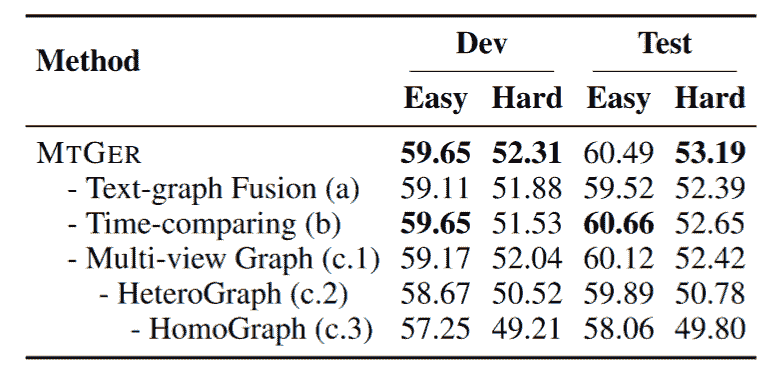 Method Dev Test
Easy Hard Easy Hard
MTGER 59.65 52.31 60.49 53.19
- Text-graph Fusion (a) 59.11 51.88 59.52 52.39
- Time-comparing (b) 59.65 51.53 60.66 52.65
- Multi-view Graph (c.1) 59.17 52.04 60.12 52.42
- HeteroGraph (c.2) 58.67 50.52 59.89 50.78
- HomoGraph (c.3) 57.25 49.21 58.06 49.80